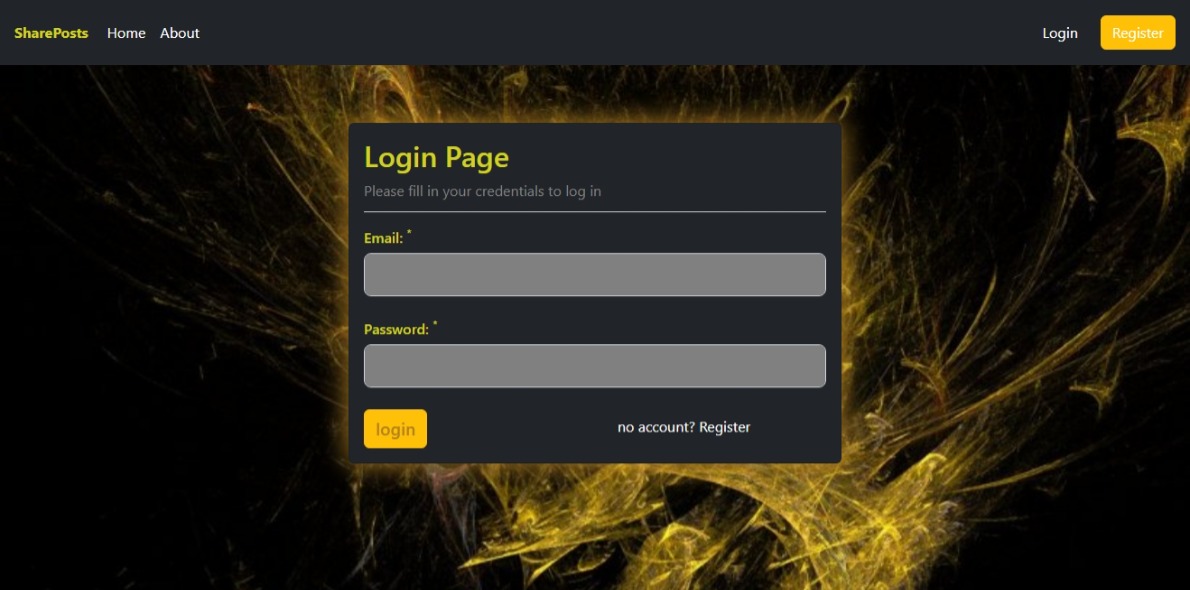 SharePosts Home About Login Register
Login Page
Please fill in your credentials to log in
Email: *
Password: *
login no account? Register